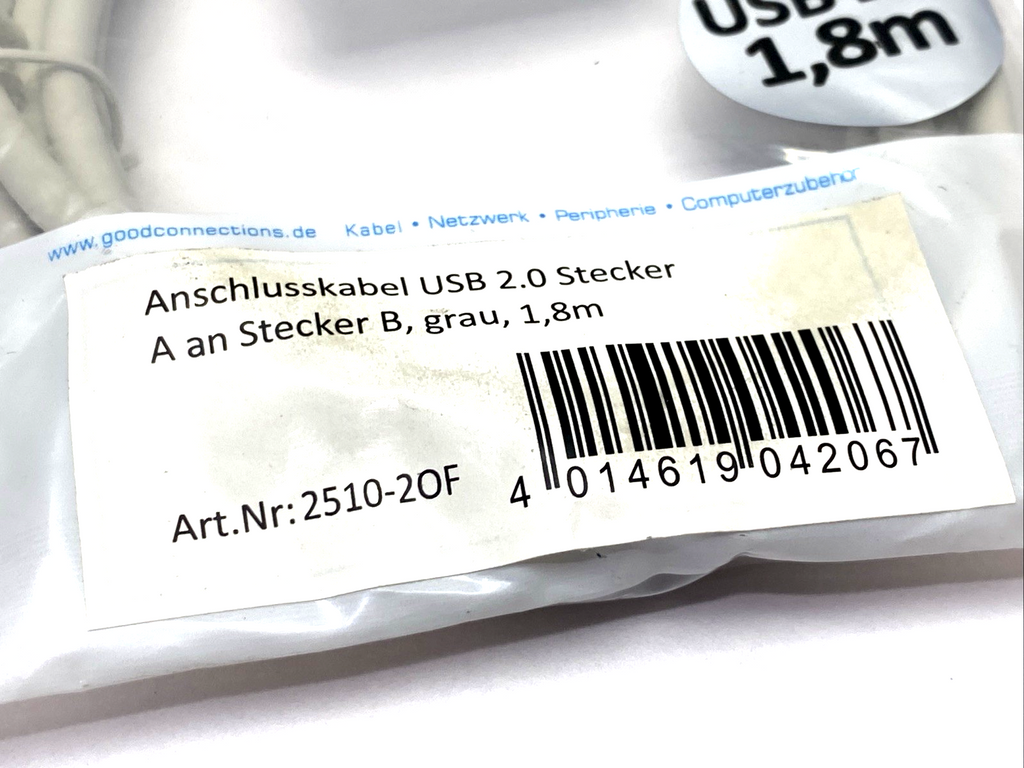 USB
1,8m
www.goodconnections.de Kabel • Netzwerk • Peripherie • Computerzubehör
Anschlusskabel USB 2.0 Stecker
A an Stecker B, grau, 1,8m
Art.Nr: 2510-2OF
4 014619 042067